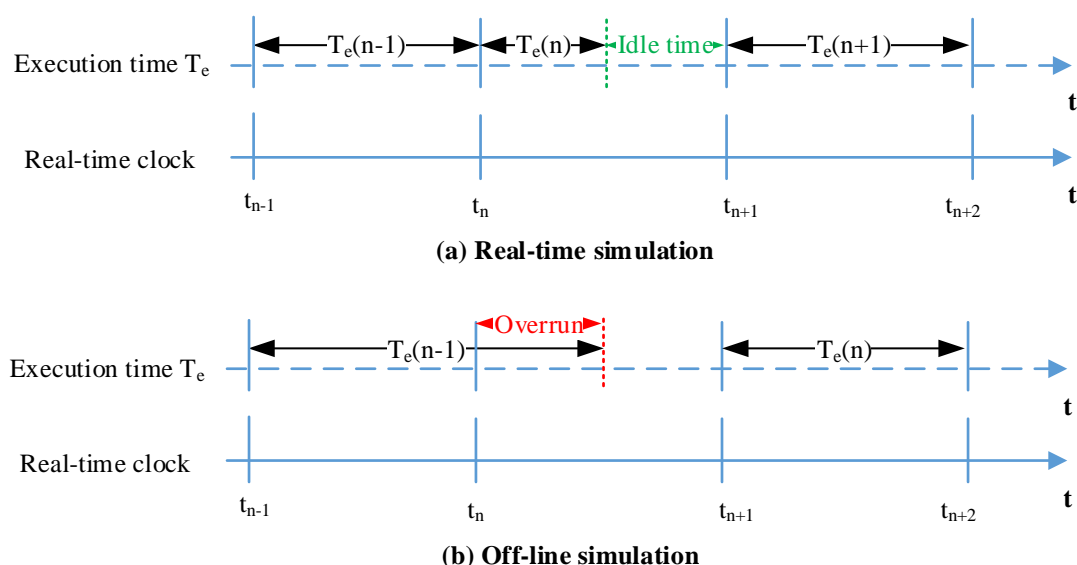 Tₑ(n-1) Tₑ(n) Idle time Tₑ(n+1)
Execution time Tₑ
t
Real-time clock
t
tₙ₋₁ tₙ tₙ₊₁ tₙ₊₂
(a) Real-time simulation
Overrun
Tₑ(n-1) Tₑ(n)
Execution time Tₑ
t
Real-time clock
t
tₙ₋₁ tₙ tₙ₊₁ tₙ₊₂
(b) Off-line simulation